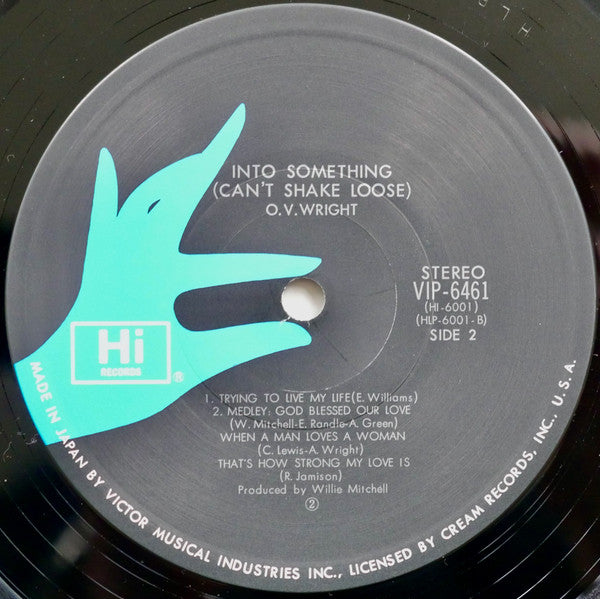 INTO SOMETHING
(CAN'T SHAKE LOOSE)
O.V.WRIGHT
STEREO
VIP-6461
(HI-6001)
(HLP-6001-B)
SIDE 2
Hi
RECORDS
®
1. TRYING TO LIVE MY LIFE(E. Williams)
2. MEDLEY: GOD BLESSED OUR LOVE
(W. Mitchell-E. Randle-A. Green)
WHEN A MAN LOVES A WOMAN
(C. Lewis-A. Wright)
THAT'S HOW STRONG MY LOVE IS
(R. Jamison)
Produced by Willie Mitchell
②
MADE IN JAPAN BY VICTOR MUSICAL INDUSTRIES INC., LICENSED BY CREAM RECORDS, INC., U.S.A.